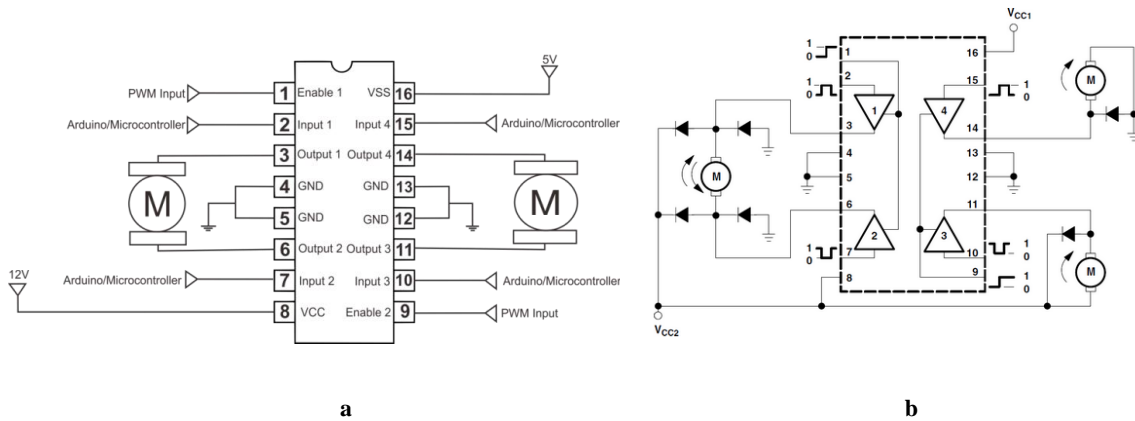 5V
PWM Input 1 Enable 1 VSS 16
Arduino/Microcontroller 2 Input 1 Input 4 15 Arduino/Microcontroller
3 Output 1 Output 4 14
M 4 GND GND 13 M
5 GND GND 12
6 Output 2 Output 3 11
12V
Arduino/Microcontroller 7 Input 2 Input 3 10 Arduino/Microcontroller
8 VCC Enable 2 9 PWM Input
a
VCC1
1 0 1 16
1 0 2 15 1 0
M
1 4
3 14
4 13
M
5 12
6 11
2 3
1 0 7 10 1 0
M
8 9 1 0
VCC2
b